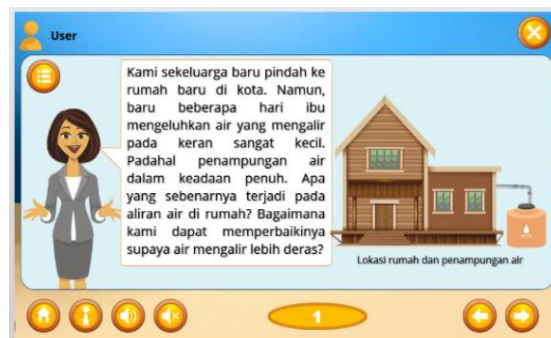 User
Kami sekeluarga baru pindah ke
rumah baru di kota. Namun,
baru beberapa hari ibu
mengeluhkan air yang mengalir
pada keran sangat kecil.
Padahal penampungan air
dalam keadaan penuh. Apa
yang sebenarnya terjadi pada
aliran air di rumah? Bagaimana
kami dapat memperbaikinya
supaya air mengalir lebih deras?
Lokasi rumah dan penampungan air
1